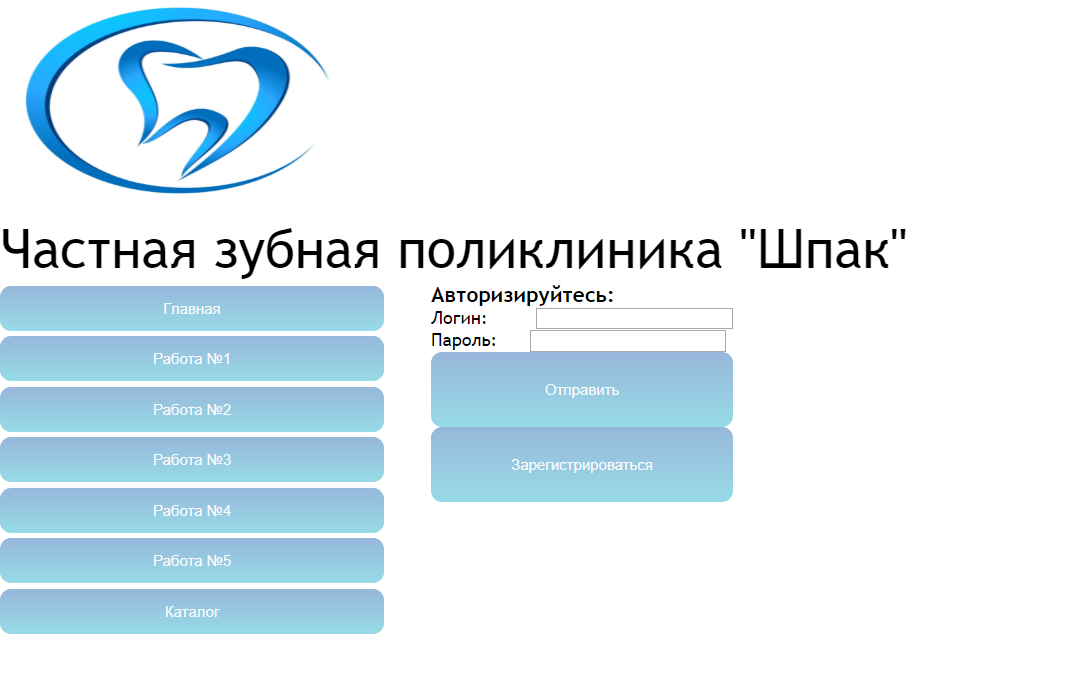 Частная зубная поликлиника "Шпак"
Главная
Работа №1
Работа №2
Работа №3
Работа №4
Работа №5
Каталог
Авторизируйтесь:
Логин:
Пароль:
Отправить
Зарегистрироваться